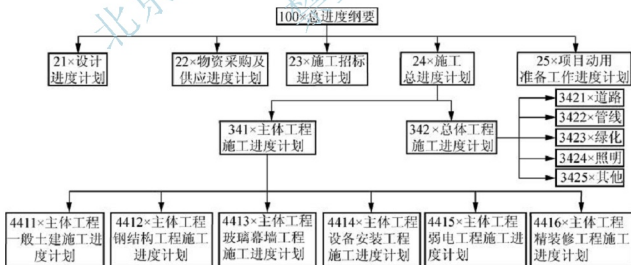 100×总进度纲要
21×设计
进度计划
22×物资采购及
供应进度计划
23×施工招标
进度计划
24×施工
总进度计划
25×项目动用
准备工作进度计划
341×主体工程
施工进度计划
342×总体工程
施工进度计划
3421×道路
3422×管线
3423×绿化
3424×照明
3425×其他
4411×主体工程
一般土建施工进
度计划
4412×主体工程
钢结构工程施工
进度计划
4413×主体工程
玻璃幕墙工程
施工进度计划
4414×主体工程
设备安装工程
施工进度计划
4415×主体工程
弱电工程施工进
度计划
4416×主体工程
精装修工程施工
进度计划